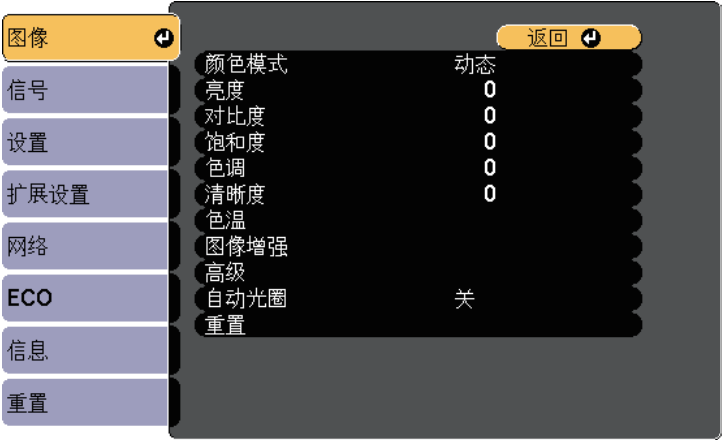 图像
信号
设置
扩展设置
网络
ECO
信息
重置
返回
颜色模式 动态
亮度 0
对比度 0
饱和度 0
色调 0
清晰度 0
色温
图像增强
高级
自动光圈 关
重置